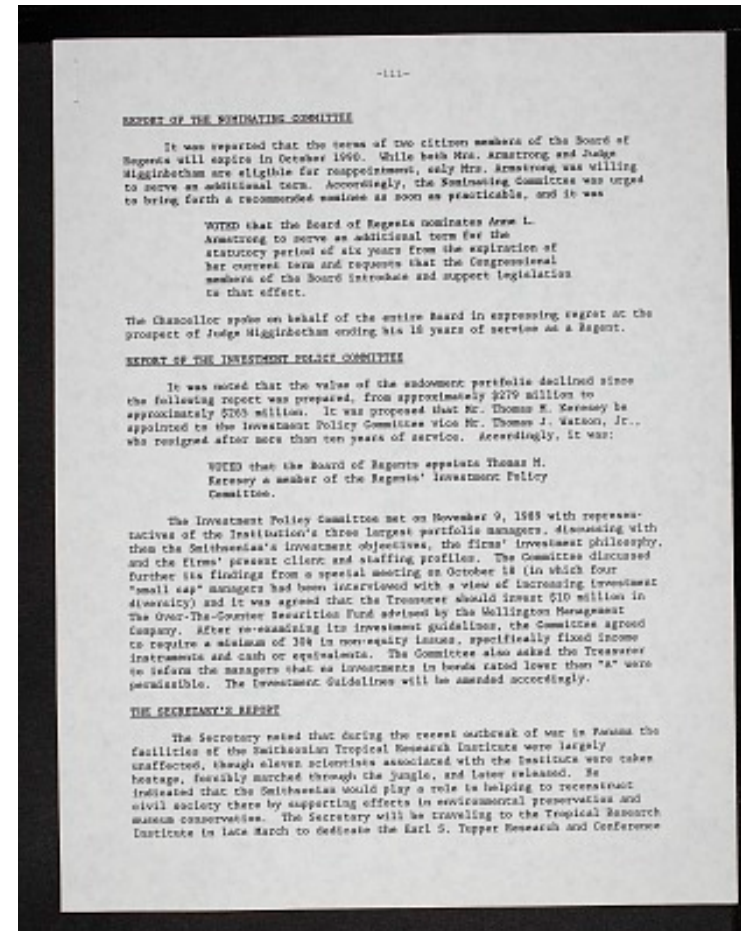 -111-
REPORT OF THE NOMINATING COMMITTEE
It was reported that the terms of two citizen members of the Board of
Regents will expire in October 1990. While both Mrs. Armstrong and Judge
Higginbotham are eligible for reappointment, only Mrs. Armstrong was willing
to serve an additional term. Accordingly, the Nominating Committee was urged
to bring forth a recommended nominee as soon as practicable, and it was
VOTED that the Board of Regents nominates Anne L.
Armstrong to serve an additional term for the
statutory period of six years from the expiration of
her current term and requests that the Congressional
members of the Board introduce and support legislation
to that effect.
The Chancellor spoke on behalf of the entire Board in expressing regret at the
prospect of Judge Higginbotham ending his 18 years of service as a Regent.
REPORT OF THE INVESTMENT POLICY COMMITTEE
It was noted that the value of the endowment portfolio declined since
the following report was prepared, from approximately $279 million to
approximately $265 million. It was proposed that Mr. Thomas M. Keresey be
appointed to the Investment Policy Committee vice Mr. Thomas J. Watson, Jr.,
who resigned after more than ten years of service. Accordingly, it was:
VOTED that the Board of Regents appoints Thomas M.
Keresey a member of the Regents' Investment Policy
Committee.
The Investment Policy Committee met on November 9, 1989 with represen-
tatives of the Institution's three largest portfolio managers, discussing with
them the Smithsonian's investment objectives, the firms' investment philosophy,
and the firms' present client and staffing profiles. The Committee discussed
further its findings from a special meeting on October 18 (in which four
"small cap" managers had been interviewed with a view of increasing investment
diversity) and it was agreed that the Treasurer should invest $10 million in
The Over-The-Counter Securities Fund advised by the Wellington Management
Company. After re-examining its investment guidelines, the Committee agreed
to require a minimum of 30% in non-equity issues, specifically fixed income
instruments and cash or equivalents. The Committee also asked the Treasurer
to inform the managers that no investments in bonds rated lower than "A" were
permissible. The Investment Guidelines will be amended accordingly.
THE SECRETARY'S REPORT
The Secretary noted that during the recent outbreak of war in Panama the
facilities of the Smithsonian Tropical Research Institute were largely
unaffected, though eleven scientists associated with the Institute were taken
hostage, forcibly marched through the jungle, and later released. He
indicated that the Smithsonian would play a role in helping to reconstruct
civil society there by supporting efforts in environmental preservation and
museum conservation. The Secretary will be traveling to the Tropical Research
Institute in late March to dedicate the Earl S. Tupper Research and Conference